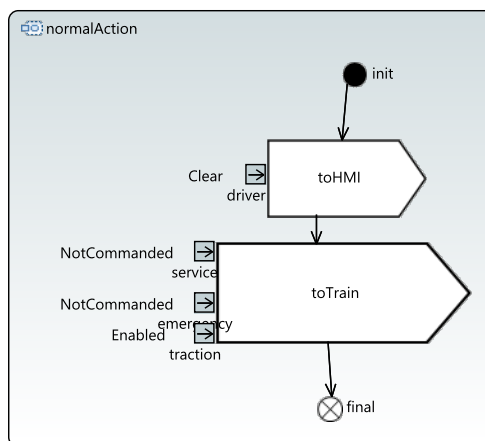 normalAction
init
Clear
toHMI
driver
NotCommanded
service
toTrain
NotCommanded
emergency
Enabled
traction
final